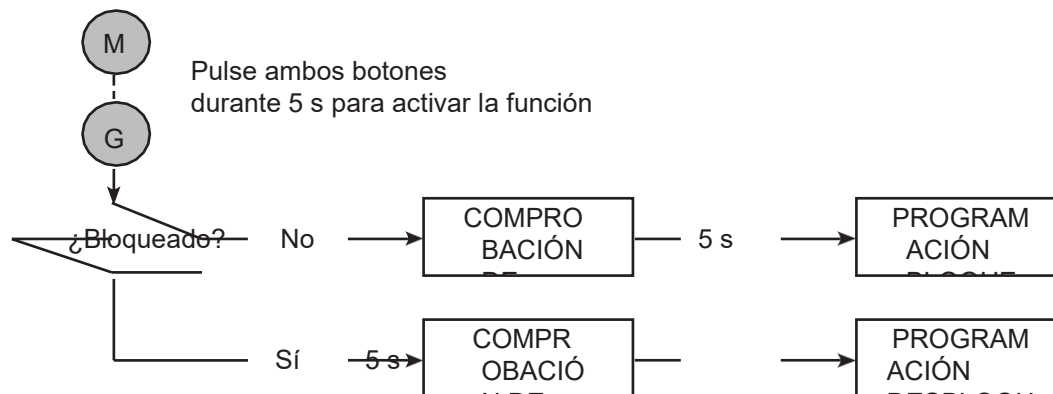 M
Pulse ambos botones
durante 5 s para activar la función
G
¿Bloqueado?
No
COMPRO
BACIÓN
5 s
PROGRAM
ACIÓN
Sí
5 s
COMPR
OBACIÓ
PROGRAM
ACIÓN